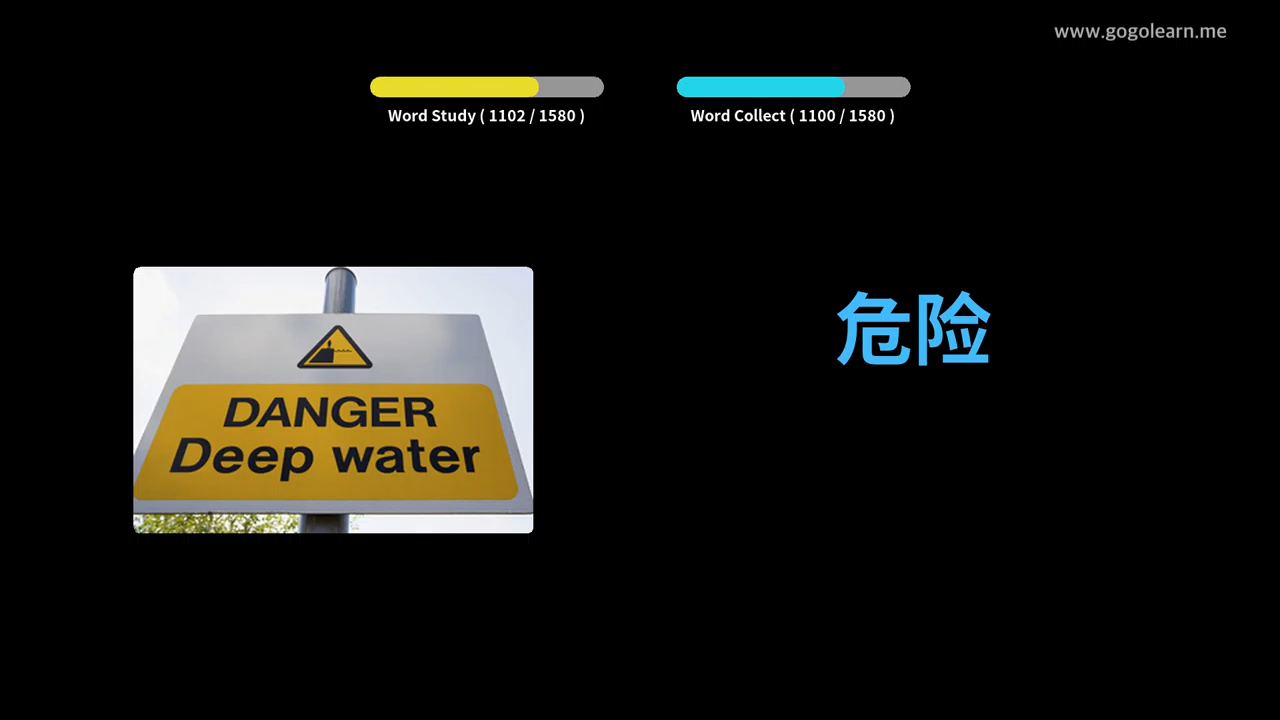 www.gogolearn.me
Word Study ( 1102 / 1580 )
Word Collect ( 1100 / 1580 )
DANGER
Deep water
危险